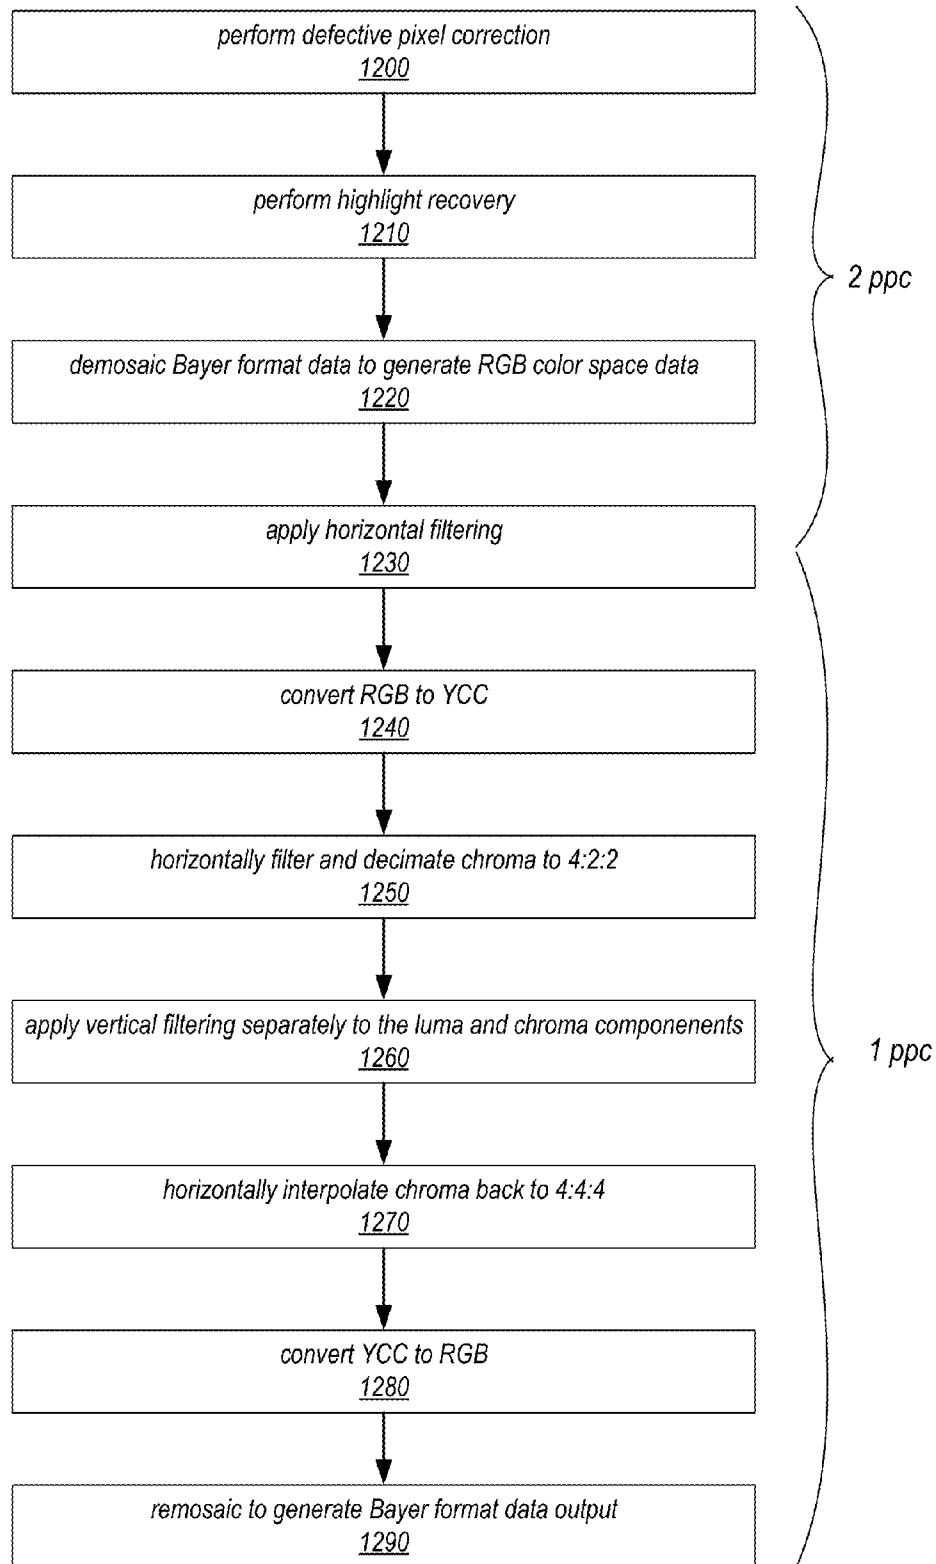 perform defective pixel correction
1200
perform highlight recovery
1210
2 ppc
demosaic Bayer format data to generate RGB color space data
1220
apply horizontal filtering
1230
convert RGB to YCC
1240
horizontally filter and decimate chroma to 4:2:2
1250
apply vertical filtering separately to the luma and chroma componenents
1260
1 ppc
horizontally interpolate chroma back to 4:4:4
1270
convert YCC to RGB
1280
remosaic to generate Bayer format data output
1290